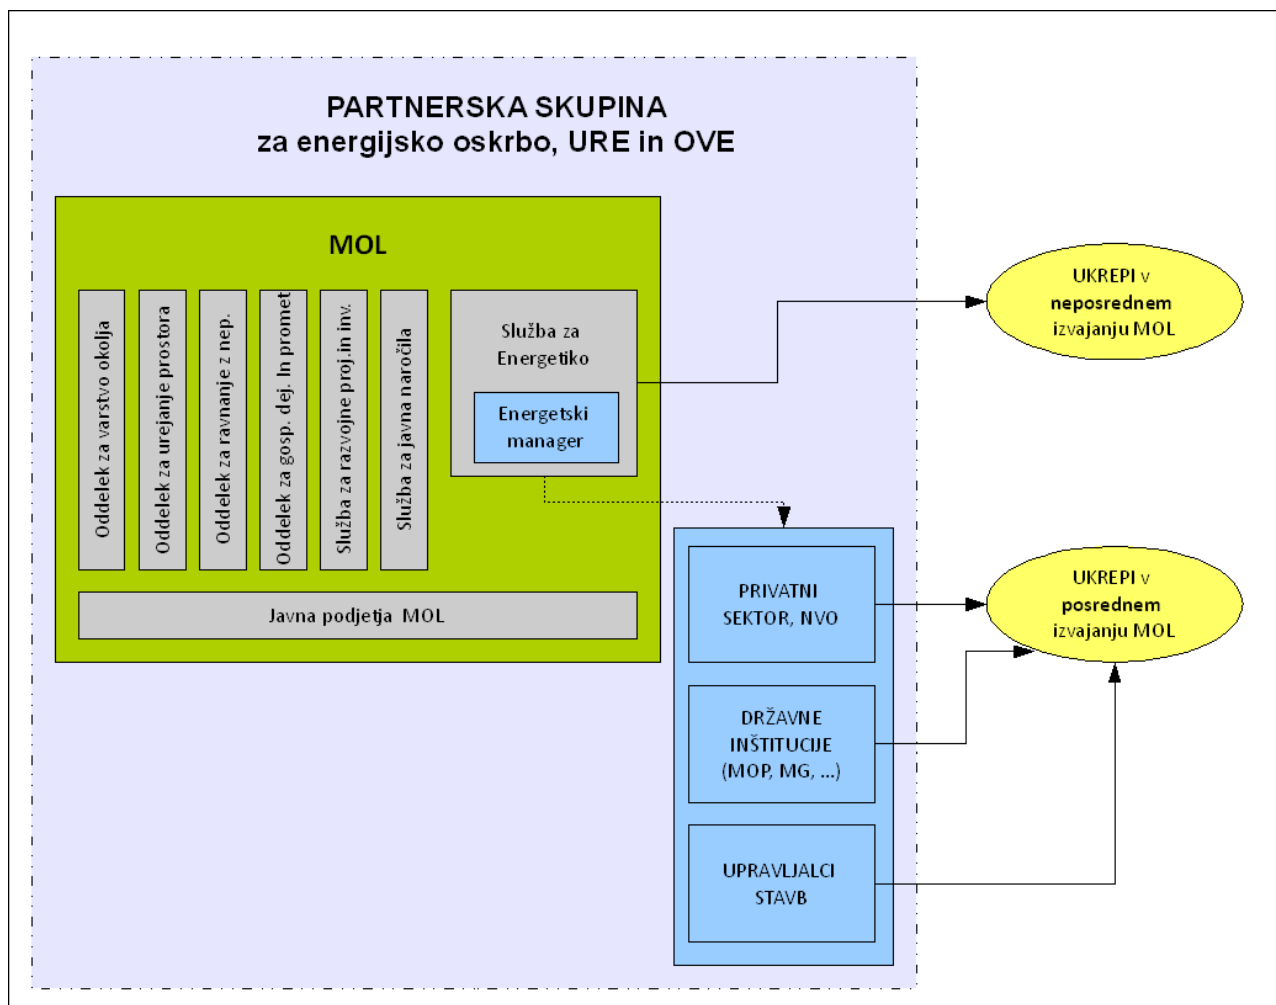 PARTNERSKA SKUPINA
za energijsko oskrbo, URE in OVE
MOL
Oddelek za varstvo okolja
Oddelek za urejanje prostora
Oddelek za ravnanje z nep.
Oddelek za gosp. dej. In promet
Služba za razvojne proj.in inv.
Služba za javna naročila
Služba za
Energetiko
Energetski
manager
Javna podjetja MOL
PRIVATNI
SEKTOR, NVO
DRŽAVNE
INŠTITUCIJE
(MOP, MG, ...)
UPRAVLJALCI
STAVB
UKREPI v
neposrednem
izvajanju MOL
UKREPI v
posrednem
izvajanju MOL